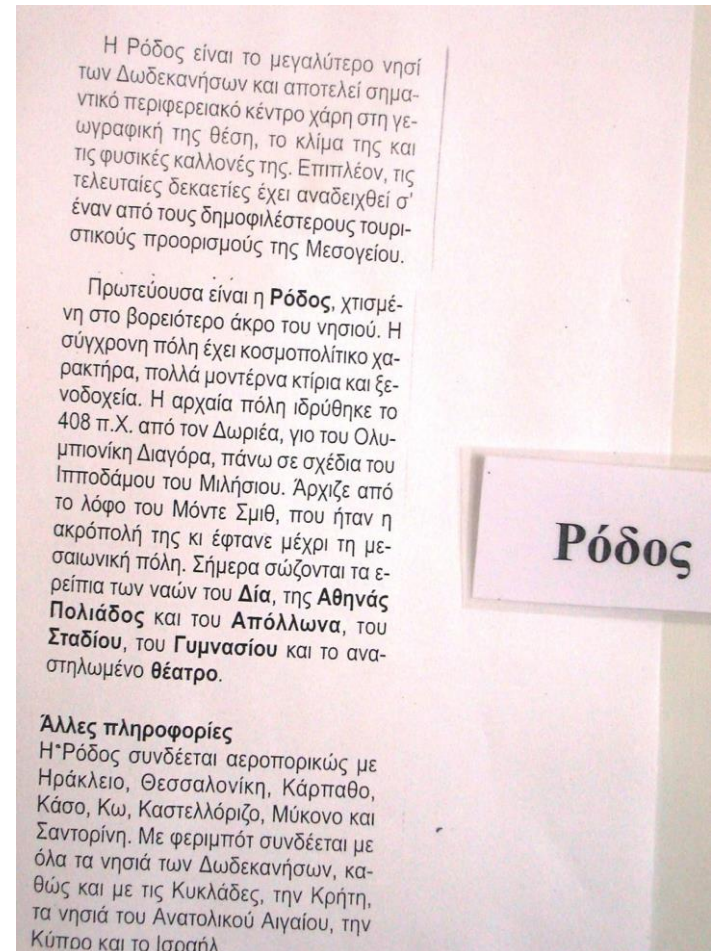 Η Ρόδος είναι το μεγαλύτερο νησί
των Δωδεκανήσων και αποτελεί σημα-
ντικό περιφερειακό κέντρο χάρη στη γε-
ωγραφική της θέση, το κλίμα της και
τις φυσικές καλλονές της. Επιπλέον, τις
τελευταίες δεκαετίες έχει αναδειχθεί σ'
έναν από τους δημοφιλέστερους τουρι-
στικούς προορισμούς της Μεσογείου.
Πρωτεύουσα είναι η Ρόδος, χτισμέ-
νη στο βορειότερο άκρο του νησιού. Η
σύγχρονη πόλη έχει κοσμοπολίτικο χα-
ρακτήρα, πολλά μοντέρνα κτίρια και ξε-
νοδοχεία. Η αρχαία πόλη ιδρύθηκε το
408 π.Χ. από τον Δωριέα, γιο του Ολυ-
μπιονίκη Διαγόρα, πάνω σε σχέδια του
Ιπποδάμου του Μιλήσιου. Άρχιζε από
το λόφο του Μόντε Σμιθ, που ήταν η
ακρόπολή της κι έφτανε μέχρι τη με-
σαιωνική πόλη. Σήμερα σώζονται τα ε-
ρείπια των ναών του Δία, της Αθηνάς
Πολιάδος και του Απόλλωνα, του
Σταδίου, του Γυμνασίου και το ανα-
στηλωμένο θέατρο.
Άλλες πληροφορίες
Η Ρόδος συνδέεται αεροπορικώς με
Ηράκλειο, Θεσσαλονίκη, Κάρπαθο,
Κάσο, Κω, Καστελλόριζο, Μύκονο και
Σαντορίνη. Με φεριμπότ συνδέεται με
όλα τα νησιά των Δωδεκανήσων, κα-
θώς και με τις Κυκλάδες, την Κρήτη,
τα νησιά του Ανατολικού Αιγαίου, την
Κύπρο και το Ισραήλ
Ρόδος